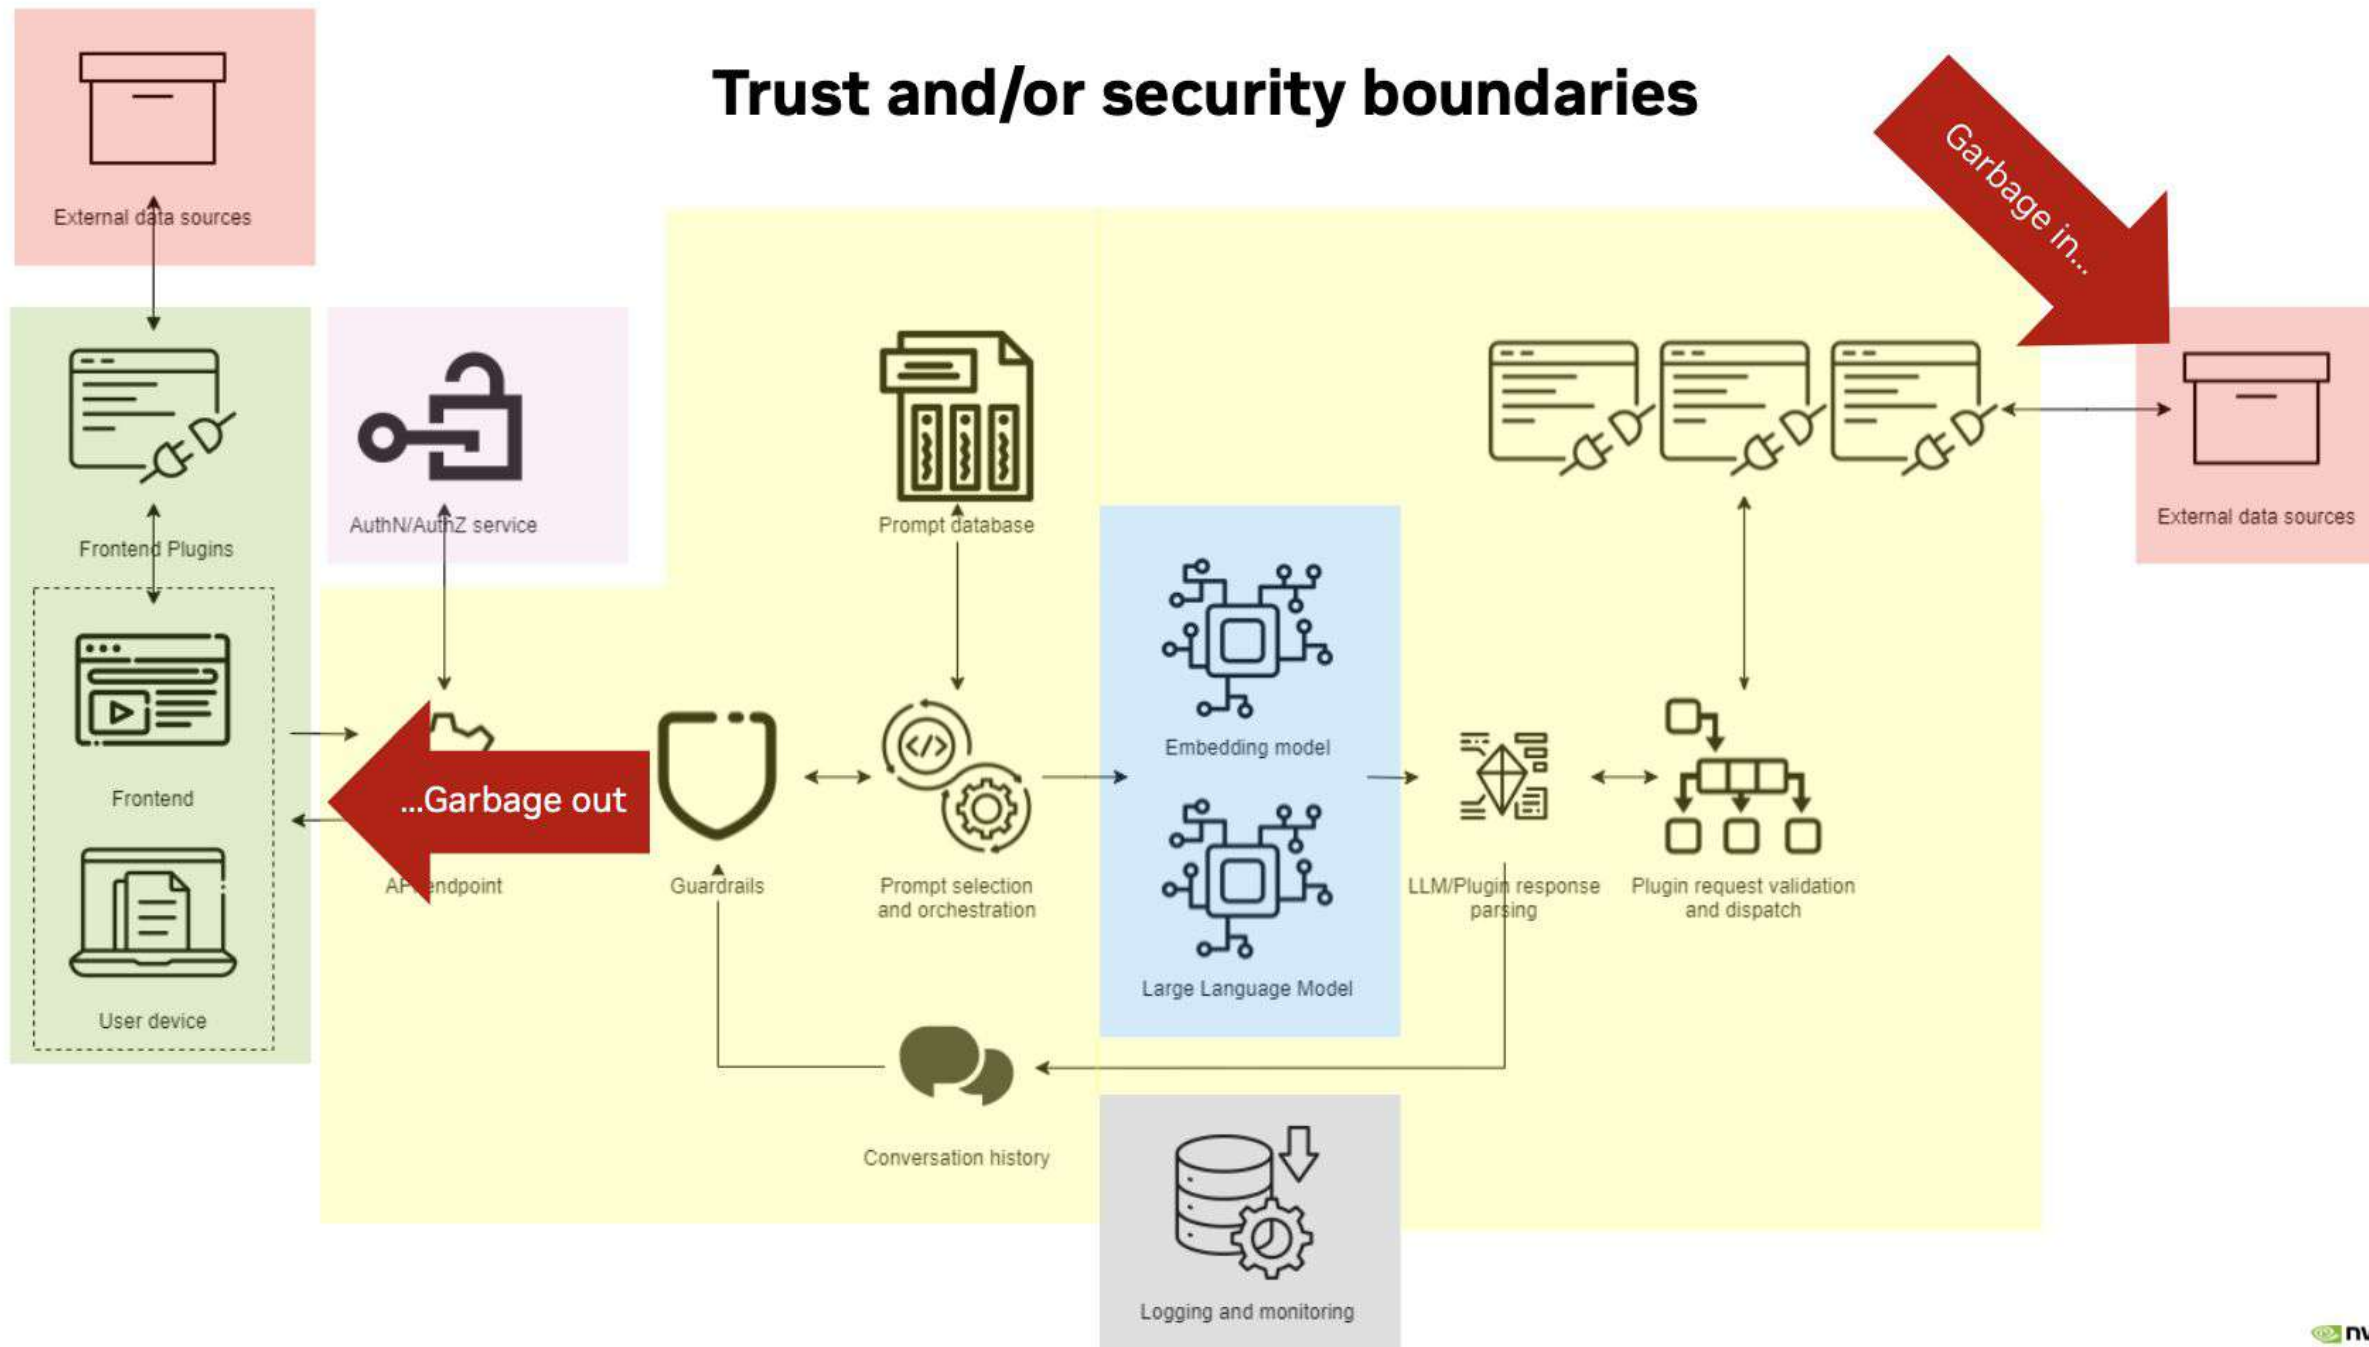 Trust and/or security boundaries
Garbage in...
External data sources
Frontend Plugins
AuthN/AuthZ service
Prompt database
External data sources
Embedding model
Frontend
...Garbage out
API endpoint
Guardrails
Prompt selection
and orchestration
LLM/Plugin response
parsing
Plugin request validation
and dispatch
Large Language Model
User device
Conversation history
Logging and monitoring